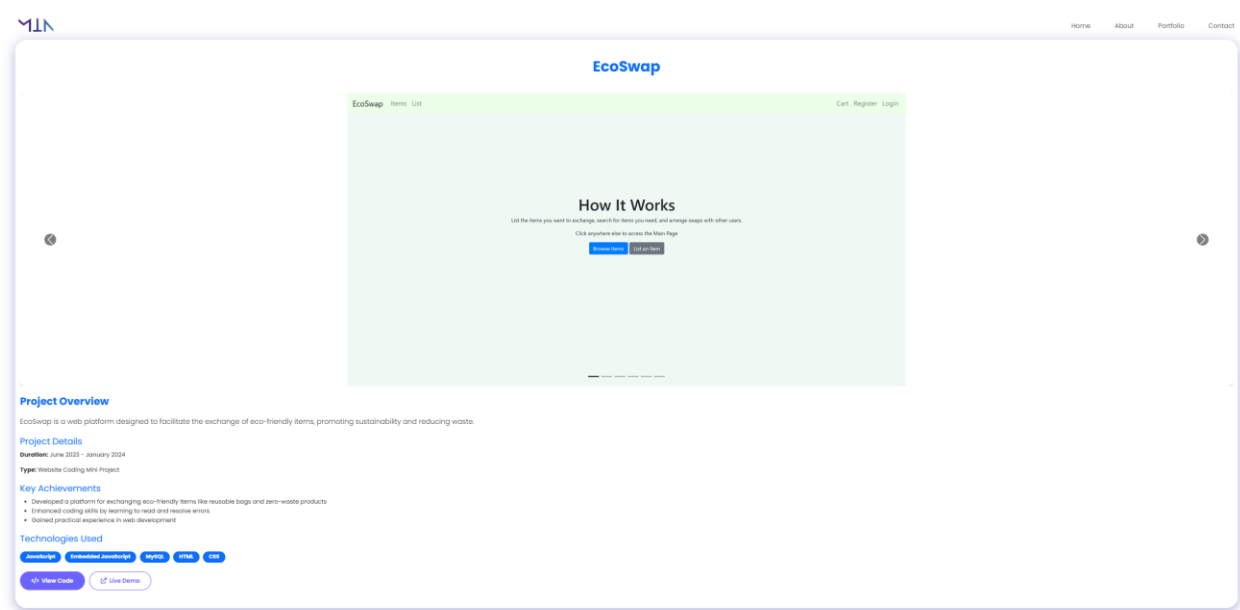 MIN
Home About Portfolio Contact
EcoSwap
EcoSwap Items List Cart Register Login
How It Works
List the items you want to exchange, search for items you need, and arrange swaps with other users.
Click anywhere else to access the Main Page
Browse Items List an Item
Project Overview
EcoSwap is a web platform designed to facilitate the exchange of eco-friendly items, promoting sustainability and reducing waste.
Project Details
Duration: June 2023 - January 2024
Type: Website Coding Mini Project
Key Achievements
• Developed a platform for exchanging eco-friendly items like reusable bags and zero-waste products
• Enhanced coding skills by learning to read and resolve errors
• Gained practical experience in web development
Technologies Used
JavaScript Embedded JavaScript MySQL HTML CSS
</> View Code Live Demo